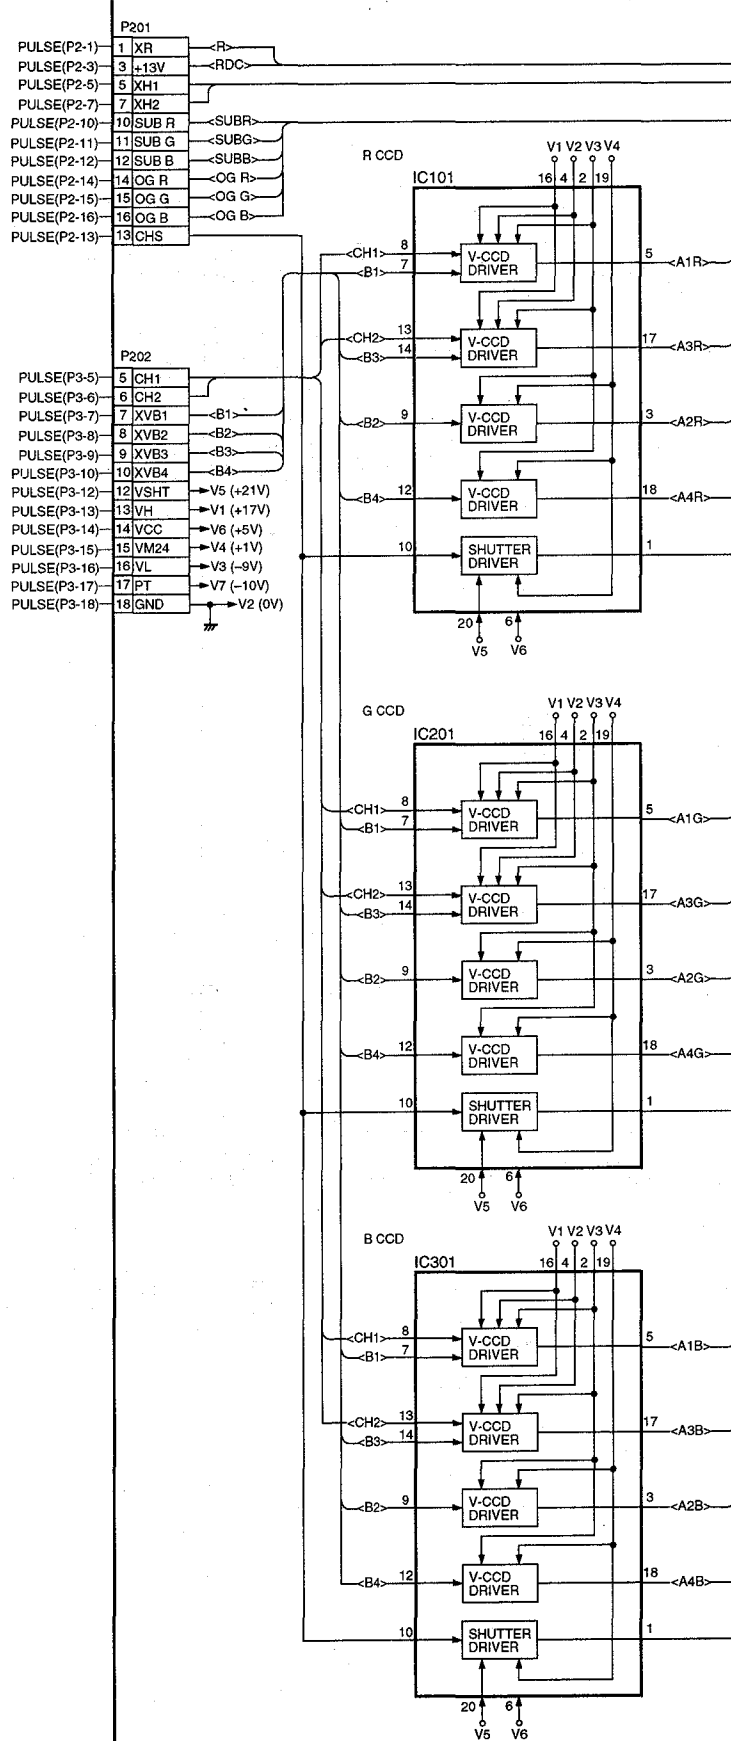 P201
PULSE(P2-1) 1 XR <R>
PULSE(P2-3) 3 +13V <RDC>
PULSE(P2-5) 5 XH1
PULSE(P2-7) 7 XH2
PULSE(P2-10) 10 SUB R <SUBR>
PULSE(P2-11) 11 SUB G <SUBG>
PULSE(P2-12) 12 SUB B <SUBB>
PULSE(P2-14) 14 OG R <OG R>
PULSE(P2-15) 15 OG G <OG G>
PULSE(P2-16) 16 OG B <OG B>
PULSE(P2-13) 13 CHS
P202
PULSE(P3-5) 5 CH1
PULSE(P3-6) 6 CH2
PULSE(P3-7) 7 XVB1 <B1>
PULSE(P3-8) 8 XVB2 <B2>
PULSE(P3-9) 9 XVB3 <B3>
PULSE(P3-10) 10 XVB4 <B4>
PULSE(P3-12) 12 VSHT V5 (+21V)
PULSE(P3-13) 13 VH V1 (+17V)
PULSE(P3-14) 14 VCC V6 (+5V)
PULSE(P3-15) 15 VM24 V4 (+1V)
PULSE(P3-16) 16 VL V3 (–9V)
PULSE(P3-17) 17 PT V7 (–10V)
PULSE(P3-18) 18 GND V2 (0V)
R CCD
V1 V2 V3 V4
IC101
16 4 2 19
<CH1> 8
<B1> 7
V-CCD
DRIVER
5 <A1R>
<CH2> 13
<B3> 14
V-CCD
DRIVER
17 <A3R>
<B2> 9
V-CCD
DRIVER
3 <A2R>
<B4> 12
V-CCD
DRIVER
18 <A4R>
10
SHUTTER
DRIVER
1
20 6
V5 V6
G CCD
V1 V2 V3 V4
IC201
16 4 2 19
<CH1> 8
<B1> 7
V-CCD
DRIVER
5 <A1G>
<CH2> 13
<B3> 14
V-CCD
DRIVER
17 <A3G>
<B2> 9
V-CCD
DRIVER
3 <A2G>
<B4> 12
V-CCD
DRIVER
18 <A4G>
10
SHUTTER
DRIVER
1
20 6
V5 V6
B CCD
V1 V2 V3 V4
IC301
16 4 2 19
<CH1> 8
<B1> 7
V-CCD
DRIVER
5 <A1B>
<CH2> 13
<B3> 14
V-CCD
DRIVER
17 <A3B>
<B2> 9
V-CCD
DRIVER
3 <A2B>
<B4> 12
V-CCD
DRIVER
18 <A4B>
10
SHUTTER
DRIVER
1
20 6
V5 V6